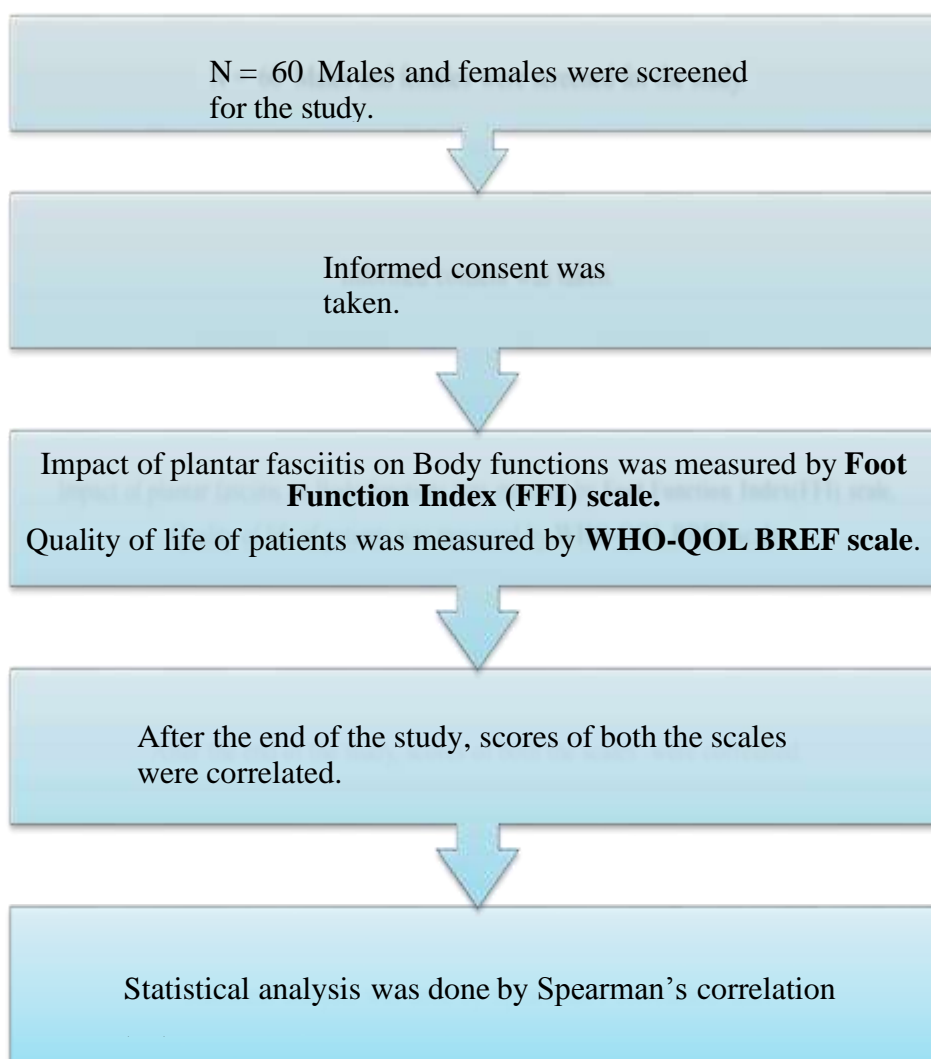 N = 60 Males and females were screened
for the study.
Informed consent was
taken.
Impact of plantar fasciitis on Body functions was measured by Foot
Function Index (FFI) scale.
Quality of life of patients was measured by WHO-QOL BREF scale.
After the end of the study, scores of both the scales
were correlated.
Statistical analysis was done by Spearman’s correlation